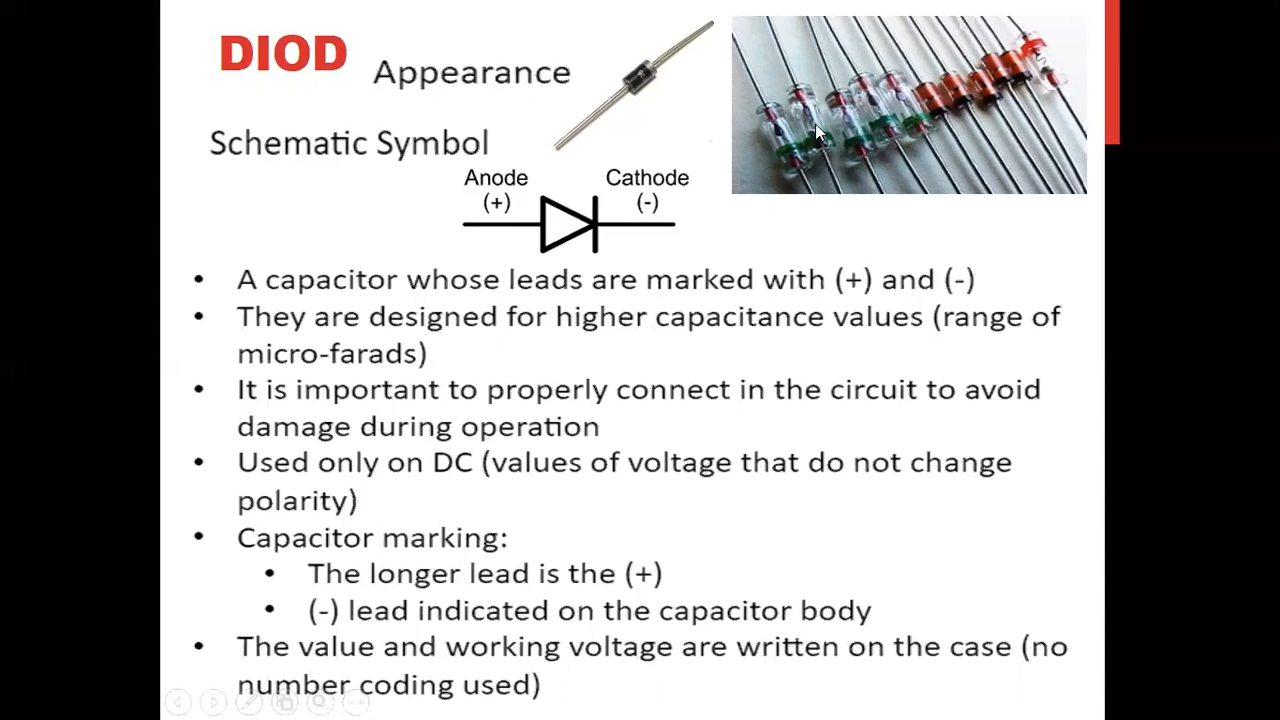 DIOD
Appearance
Schematic Symbol
Anode
(+)
Cathode
(-)
• A capacitor whose leads are marked with (+) and (-)
• They are designed for higher capacitance values (range of
micro-farads)
• It is important to properly connect in the circuit to avoid
damage during operation
• Used only on DC (values of voltage that do not change
polarity)
• Capacitor marking:
• The longer lead is the (+)
• (-) lead indicated on the capacitor body
• The value and working voltage are written on the case (no
number coding used)